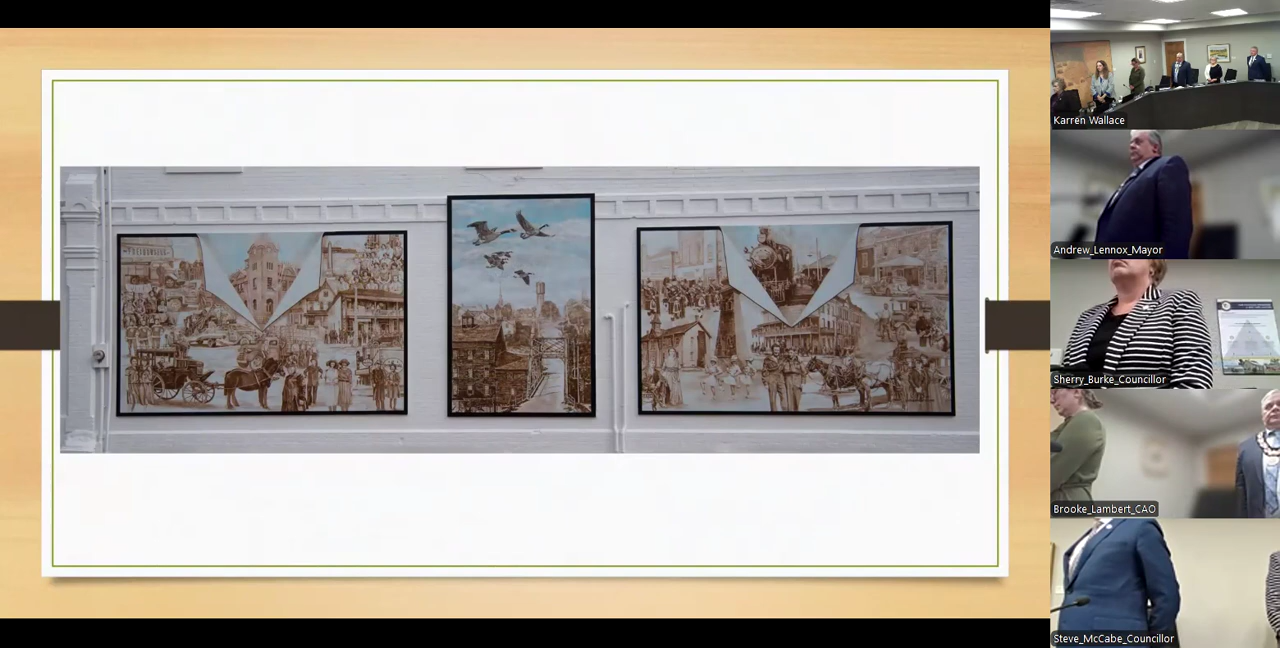 Karren Wallace
Andrew_Lennox_Mayor
Sherry_Burke_Councillor
Brooke_Lambert_CAO
Steve_McCabe_Councillor